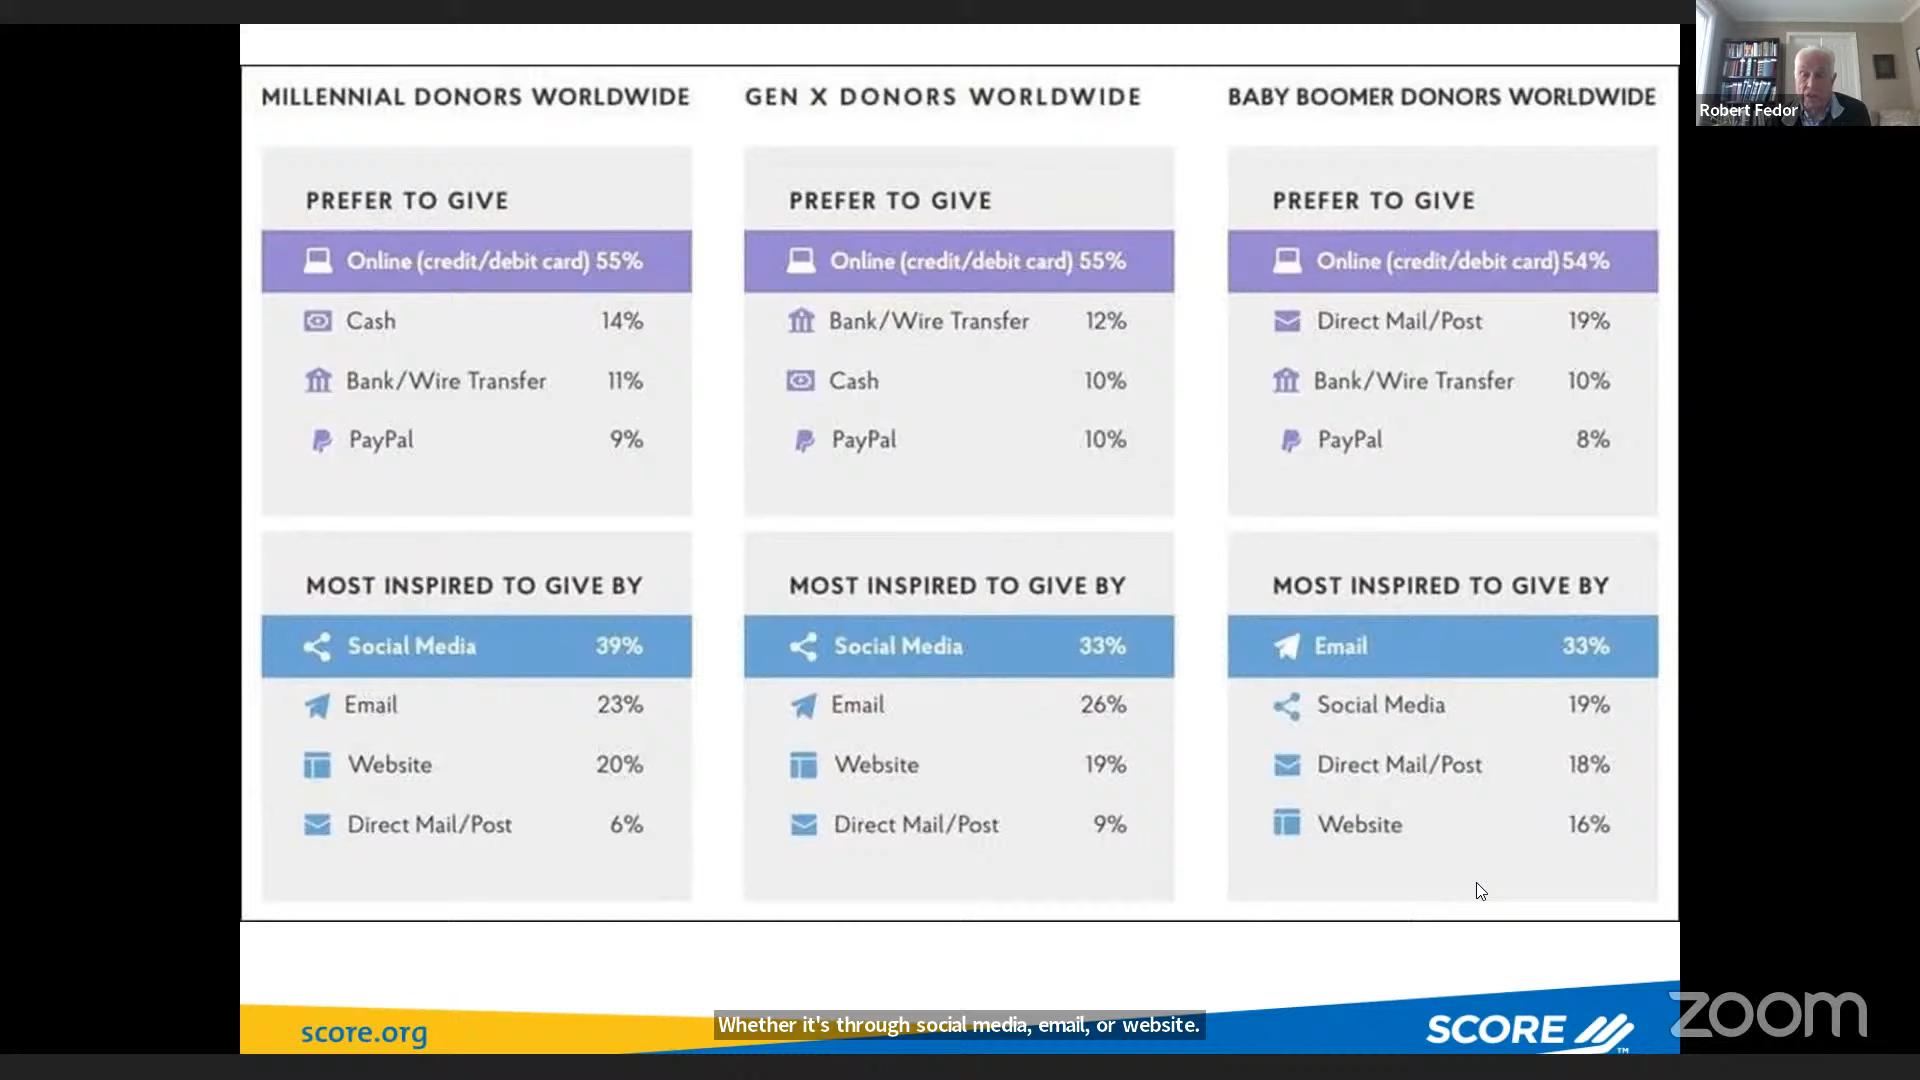 MILLENNIAL DONORS WORLDWIDE
PREFER TO GIVE
Online (credit/debit card) 55%
Cash 14%
Bank/Wire Transfer 11%
PayPal 9%
MOST INSPIRED TO GIVE BY
Social Media 39%
Email 23%
Website 20%
Direct Mail/Post 6%
GEN X DONORS WORLDWIDE
PREFER TO GIVE
Online (credit/debit card) 55%
Bank/Wire Transfer 12%
Cash 10%
PayPal 10%
MOST INSPIRED TO GIVE BY
Social Media 33%
Email 26%
Website 19%
Direct Mail/Post 9%
BABY BOOMER DONORS WORLDWIDE
PREFER TO GIVE
Online (credit/debit card) 54%
Direct Mail/Post 19%
Bank/Wire Transfer 10%
PayPal 8%
MOST INSPIRED TO GIVE BY
Email 33%
Social Media 19%
Direct Mail/Post 18%
Website 16%
Robert Fedor
score.org
Whether it's through social media, email, or website.
SCORE TM
zoom